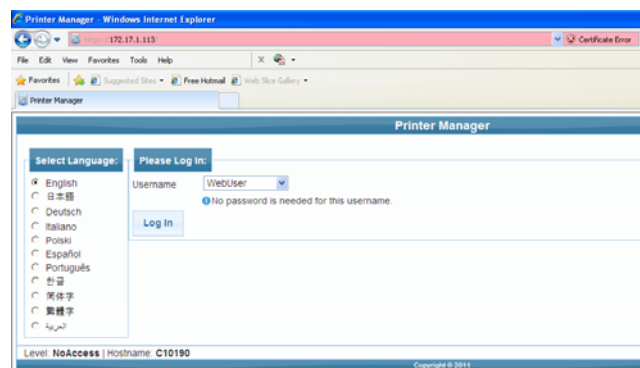 Printer Manager - Windows Internet Explorer
172.17.1.113
Certificate Error
File Edit View Favorites Tools Help
X
Favorites Suggested Sites Free Hotmail Web Slice Gallery
Printer Manager
Printer Manager
Select Language:
Please Log In:
English
日本語
Deutsch
Italiano
Polski
Español
Português
한글
简体字
繁體字
العربية
Username WebUser
No password is needed for this username.
Log In
Level: NoAccess | Hostname: C10190
Copyright © 2011